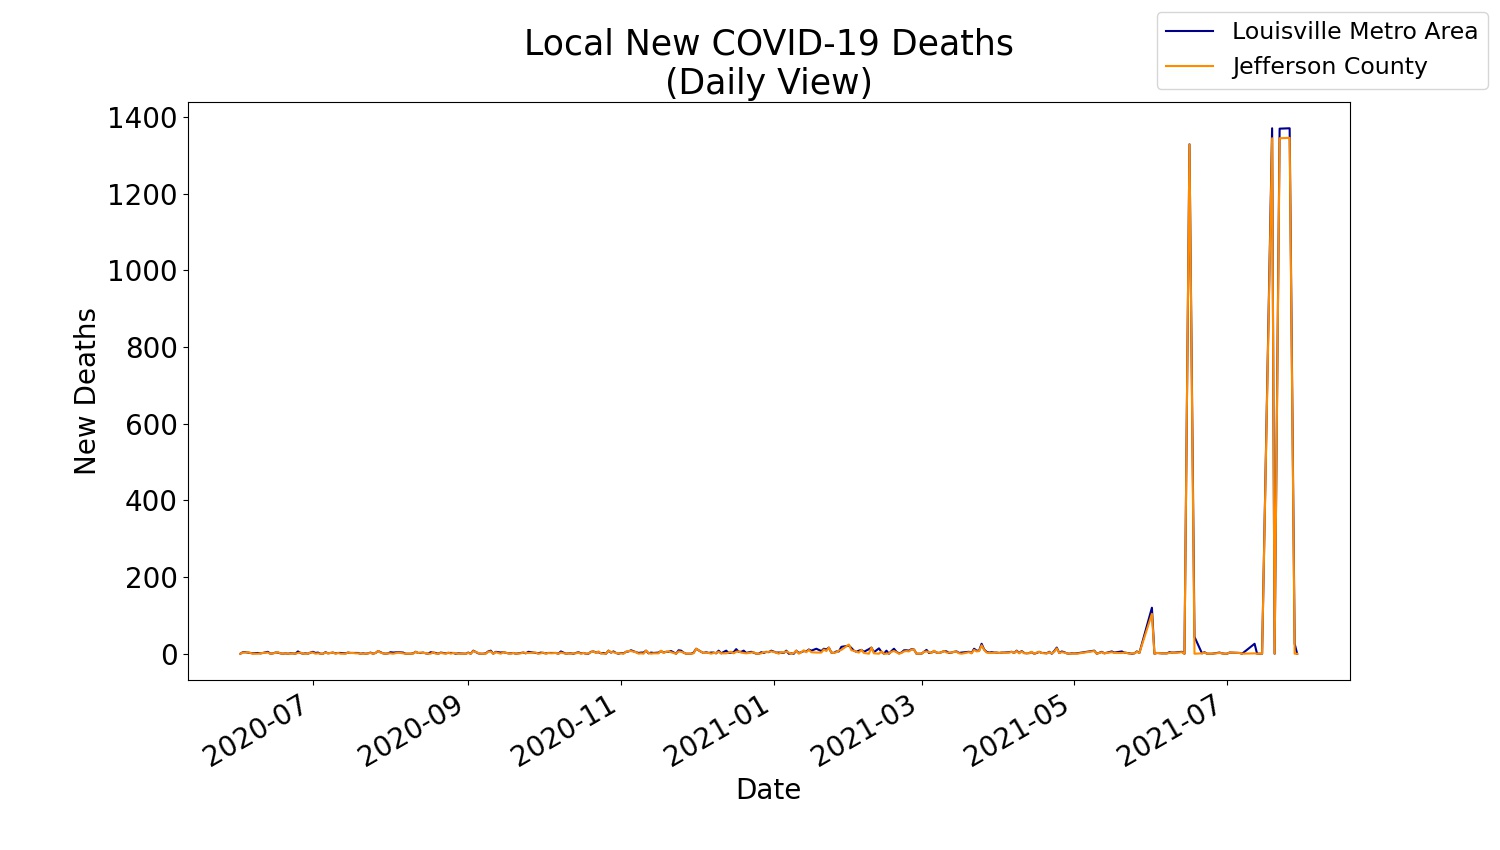 Local New COVID-19 Deaths
(Daily View)
Louisville Metro Area
Jefferson County
New Deaths
1400
1200
1000
800
600
400
200
0
2020-07
2020-09
2020-11
2021-01
2021-03
2021-05
2021-07
Date